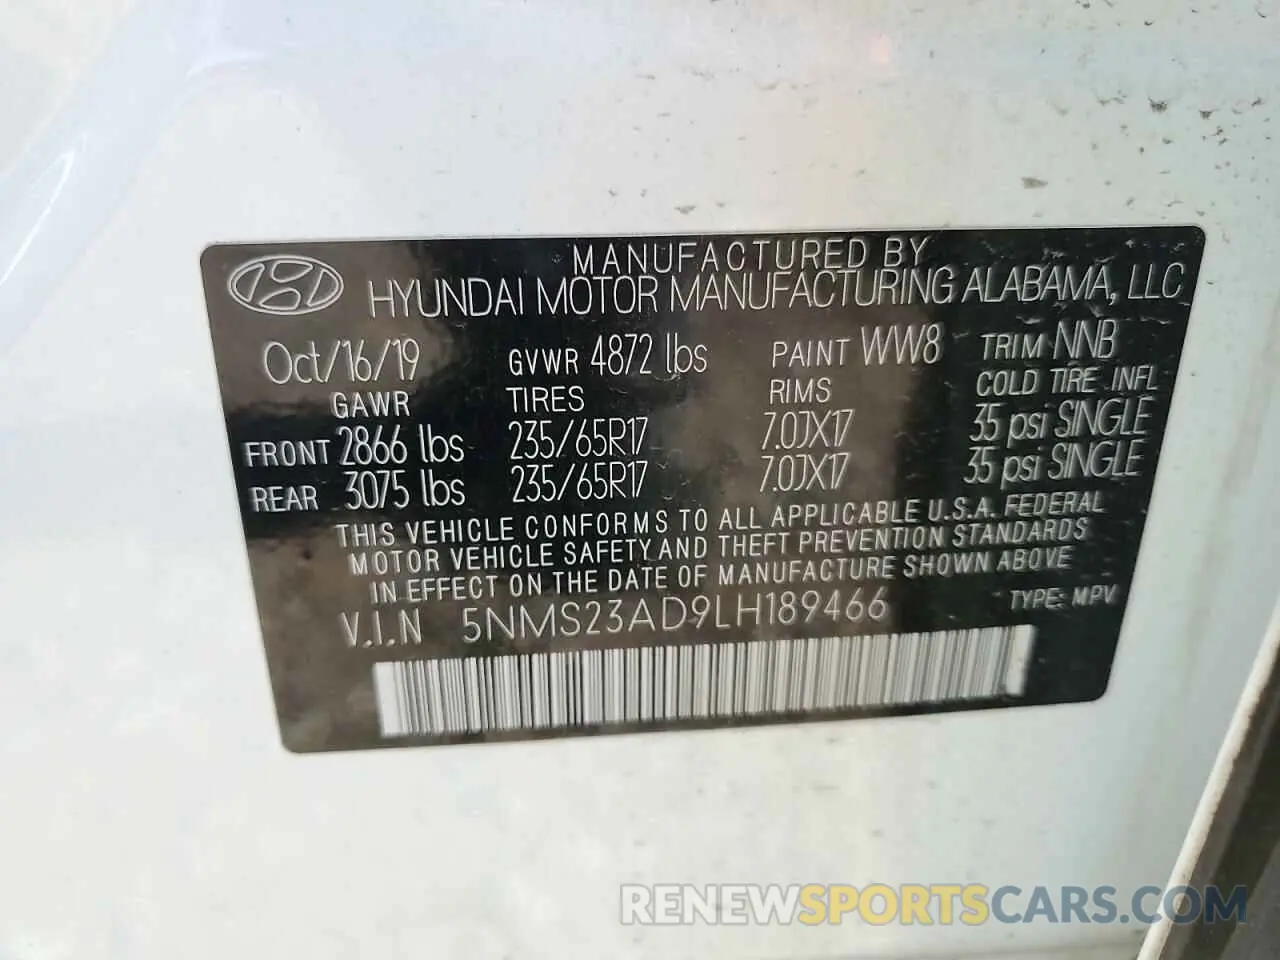 MANUFACTURED BY
HYUNDAI MOTOR MANUFACTURING ALABAMA, LLC
Oct/16/19 GVWR 4872 lbs PAINT WW8 TRIM NNB
GAWR TIRES RIMS COLD TIRE INFL
FRONT 2866 lbs 235/65R17 7.0JX17 35 psi SINGLE
REAR 3075 lbs 235/65R17 7.0JX17 35 psi SINGLE
THIS VEHICLE CONFORMS TO ALL APPLICABLE U.S.A. FEDERAL
MOTOR VEHICLE SAFETY AND THEFT PREVENTION STANDARDS
IN EFFECT ON THE DATE OF MANUFACTURE SHOWN ABOVE
V.I.N 5NMS23AD9LH189466 TYPE: MPV
RENEWSPORTSCARS.COM